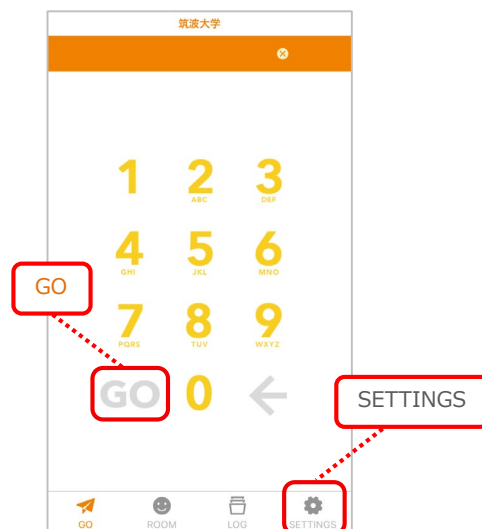 筑波大学
1 2 3
ABC DEF
4 5 6
GHI JKL MNO
GO
7 8 9
PQRS TUV WXYZ
GO 0
SETTINGS
GO ROOM LOG SETTINGS